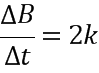 ΔB/Δt = 2k